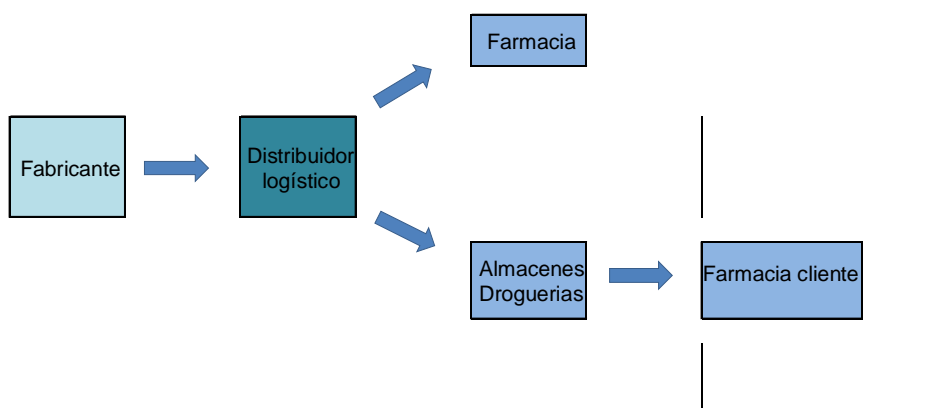 Farmacia
Fabricante
Distribuidor
logístico
Almacenes
Droguerias
Farmacia cliente